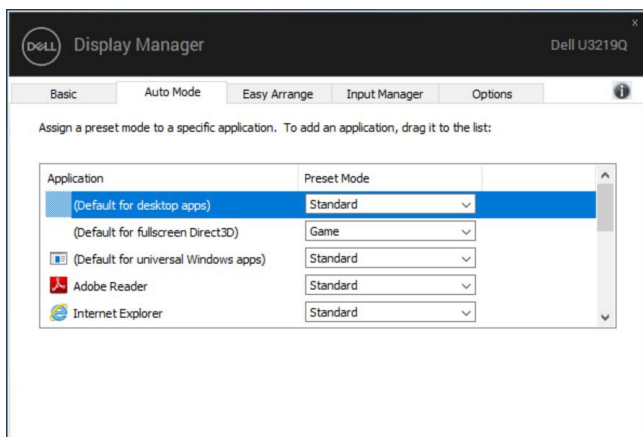 DELL Display Manager
Dell U3219Q
Basic Auto Mode Easy Arrange Input Manager Options
Assign a preset mode to a specific application. To add an application, drag it to the list:
Application Preset Mode
(Default for desktop apps) Standard
(Default for fullscreen Direct3D) Game
(Default for universal Windows apps) Standard
Adobe Reader Standard
Internet Explorer Standard